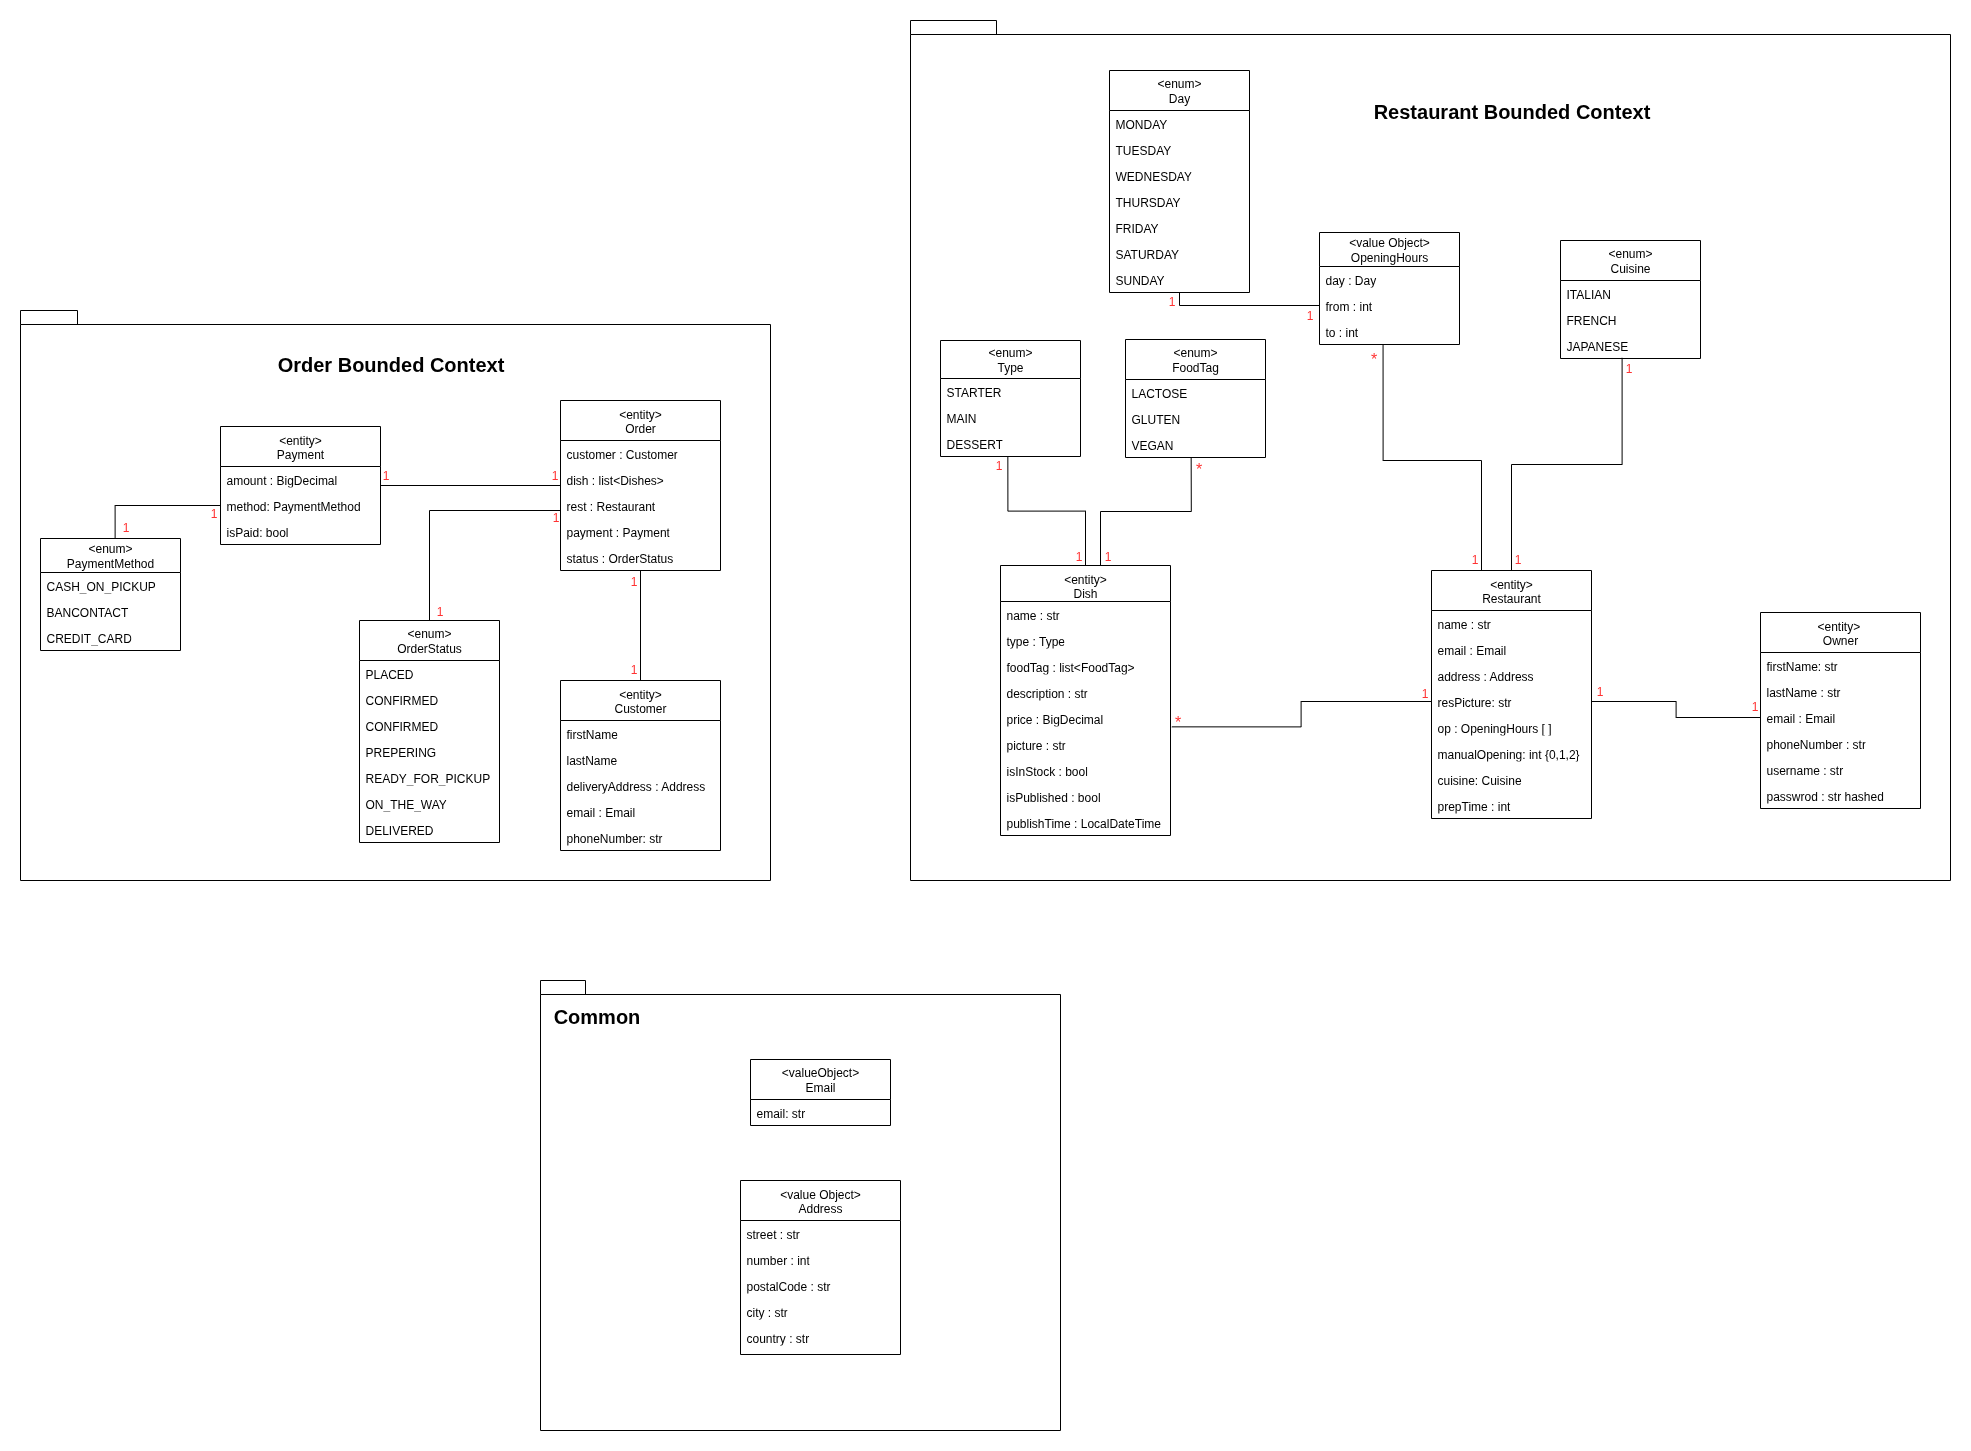 Restaurant Bounded Context
<enum>
Day
MONDAY
TUESDAY
WEDNESDAY
THURSDAY
FRIDAY
SATURDAY
SUNDAY
1
1
<value Object>
OpeningHours
day : Day
from : int
to : int
*
<enum>
Cuisine
ITALIAN
FRENCH
JAPANESE
1
<enum>
Type
STARTER
MAIN
DESSERT
1
<enum>
FoodTag
LACTOSE
GLUTEN
VEGAN
*
1
1
<entity>
Dish
name : str
type : Type
foodTag : list<FoodTag>
description : str
price : BigDecimal
picture : str
isInStock : bool
isPublished : bool
publishTime : LocalDateTime
*
1
1
1
<entity>
Restaurant
name : str
email : Email
address : Address
resPicture: str
op : OpeningHours [ ]
manualOpening: int {0,1,2}
cuisine: Cuisine
prepTime : int
1
1
<entity>
Owner
firstName: str
lastName : str
email : Email
phoneNumber : str
username : str
passwrod : str hashed
Order Bounded Context
<entity>
Payment
amount : BigDecimal
method: PaymentMethod
isPaid: bool
1
1
1
1
<enum>
PaymentMethod
CASH_ON_PICKUP
BANCONTACT
CREDIT_CARD
<entity>
Order
customer : Customer
dish : list<Dishes>
rest : Restaurant
payment : Payment
status : OrderStatus
1
1
1
1
<enum>
OrderStatus
PLACED
CONFIRMED
CONFIRMED
PREPERING
READY_FOR_PICKUP
ON_THE_WAY
DELIVERED
<entity>
Customer
firstName
lastName
deliveryAddress : Address
email : Email
phoneNumber: str
Common
<valueObject>
Email
email: str
<value Object>
Address
street : str
number : int
postalCode : str
city : str
country : str